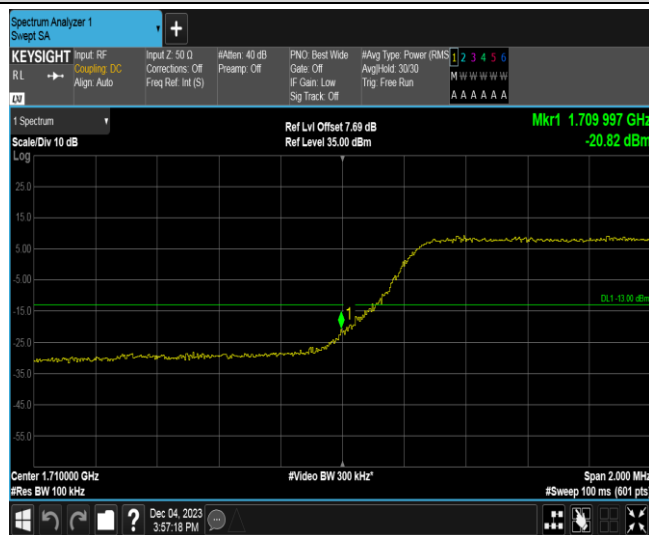 Spectrum Analyzer 1
Swept SA
KEYSIGHT Input: RF Input Z: 50 Ω #Atten: 40 dB PNO: Best Wide #Avg Type: Power (RMS 1 2 3 4 5 6
RL Coupling: DC Corrections: Off Preamp: Off Gate: Off Avg|Hold: 30/30 M W W W W W
Align: Auto Freq Ref: Int (S) IF Gain: Low Trig: Free Run
Sig Track: Off A A A A A A
LXI
1 Spectrum Ref Lvl Offset 7.69 dB Mkr1 1.709 997 GHz
Scale/Div 10 dB Ref Level 35.00 dBm -20.82 dBm
Log
25.0
15.0
5.00
-5.00
DL1 -13.00 dBm
-15.0
1
-25.0
-35.0
-45.0
-55.0
Center 1.710000 GHz #Video BW 300 kHz* Span 2.000 MHz
#Res BW 100 kHz #Sweep 100 ms (601 pts)
? Dec 04, 2023
3:57:18 PM